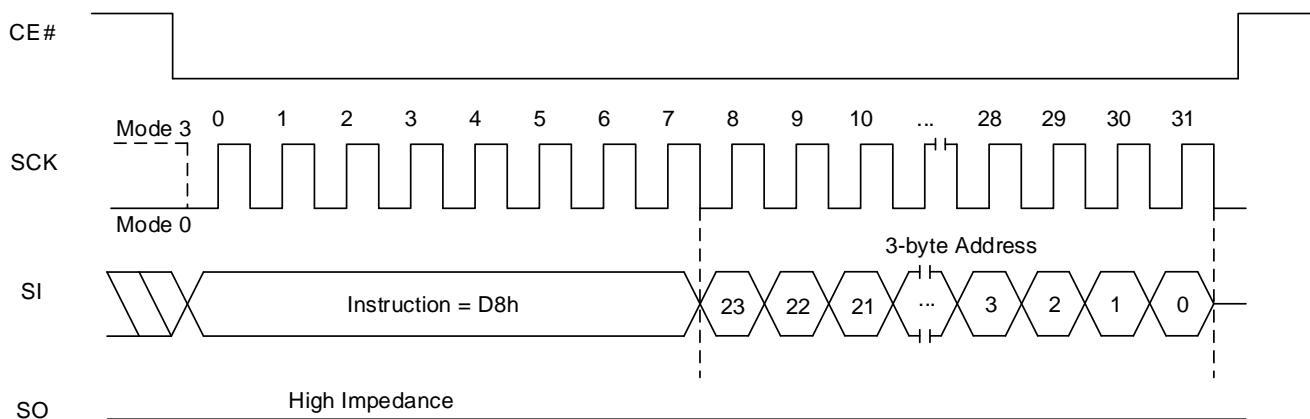 CE#
0 1 2 3 4 5 6 7 8 9 10 ... 28 29 30 31
Mode 3
SCK
Mode 0
3-byte Address
SI
Instruction = D8h
23 22 21 ... 3 2 1 0
High Impedance
SO